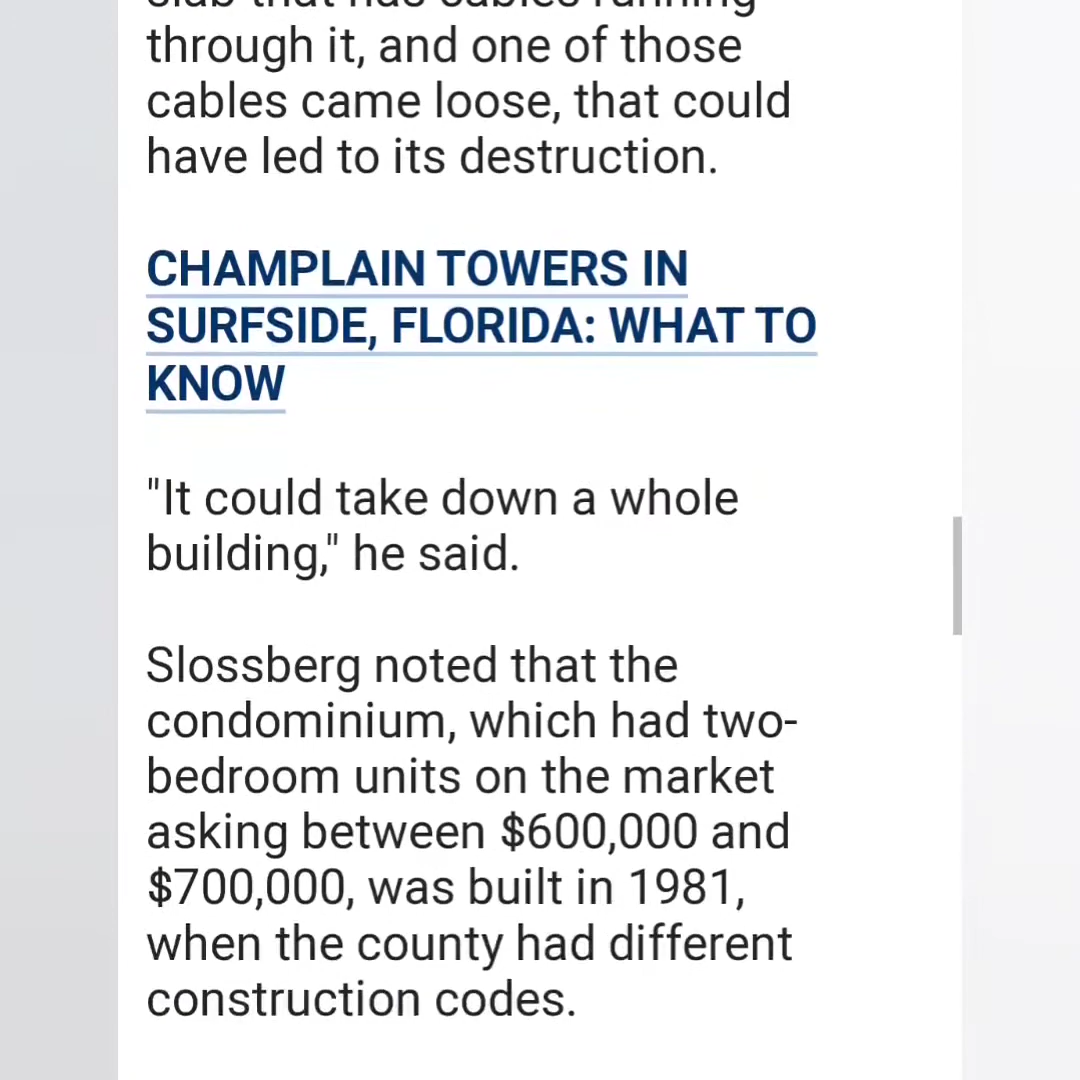 through it, and one of those
cables came loose, that could
have led to its destruction.
CHAMPLAIN TOWERS IN
SURFSIDE, FLORIDA: WHAT TO
KNOW
"It could take down a whole
building," he said.
Slossberg noted that the
condominium, which had two-
bedroom units on the market
asking between $600,000 and
$700,000, was built in 1981,
when the county had different
construction codes.